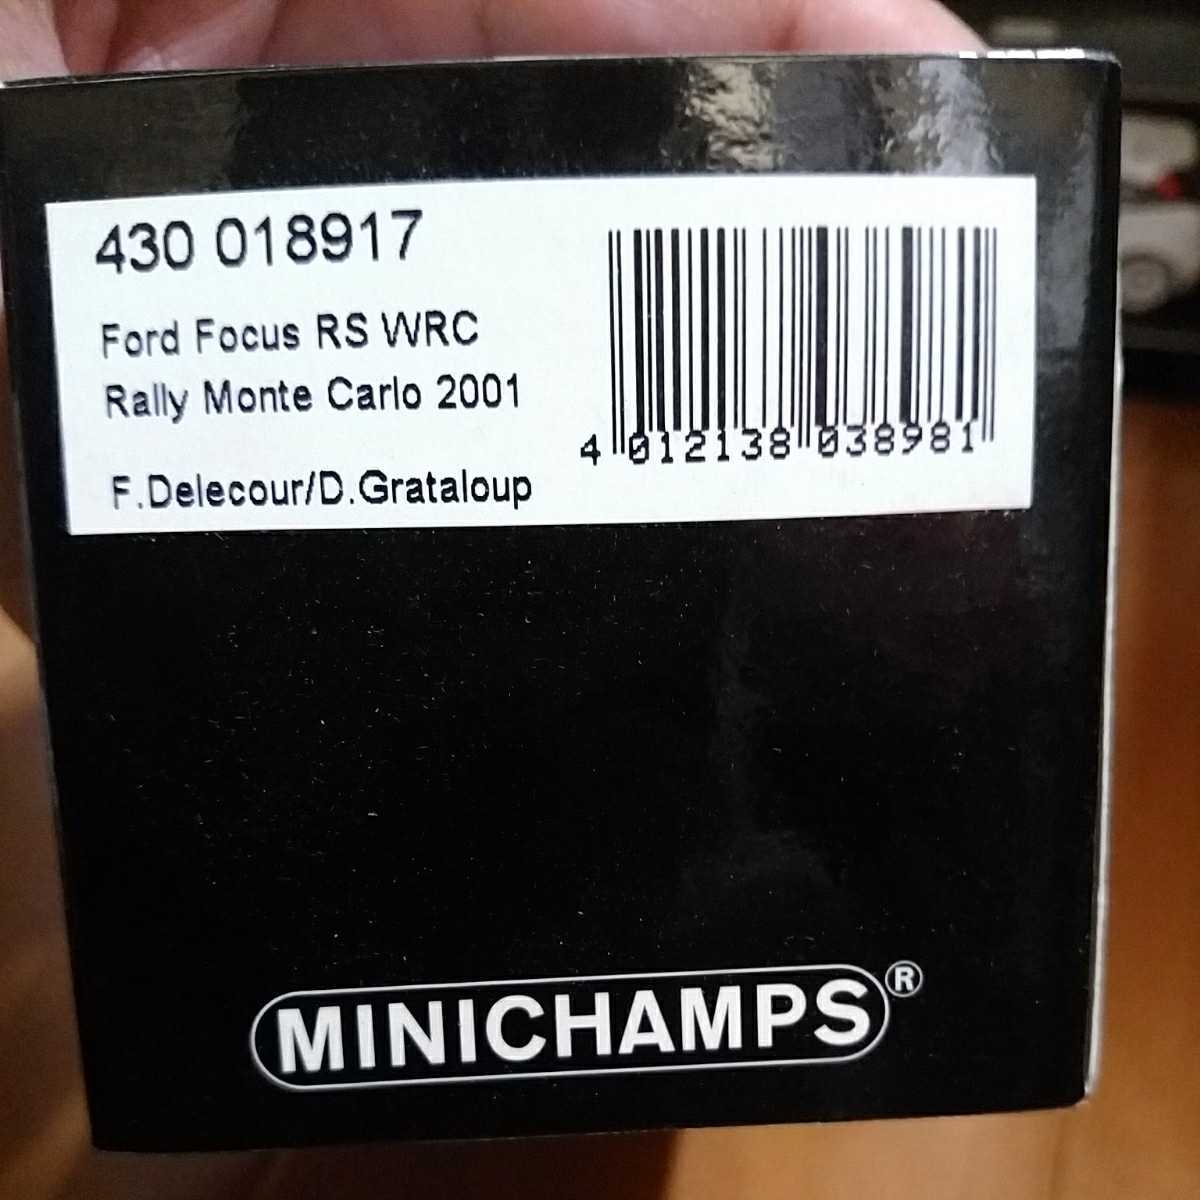 430 018917
Ford Focus RS WRC
Rally Monte Carlo 2001
F.Delecour/D.Grataloup
4 012138 038981
MINICHAMPS®